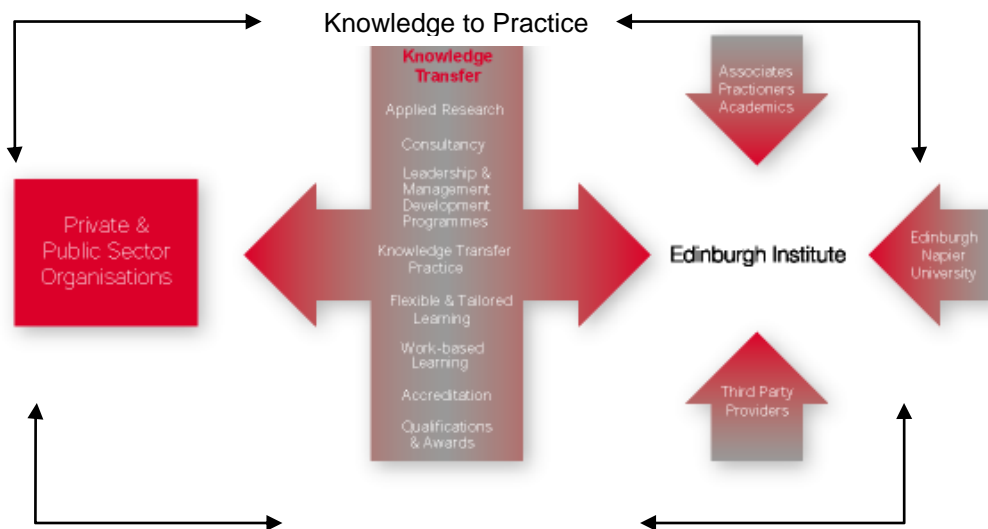 Knowledge to Practice
Knowledge
Transfer
Applied Research
Consultancy
Leadership &
Management
Development
Programmes
Knowledge Transfer
Practice
Flexible & Tailored
Learning
Work-based
Learning
Accreditation
Qualifications
& Awards
Private &
Public Sector
Organisations
Associates
Practioners
Academics
Edinburgh Institute
Edinburgh
Napier
University
Third Party
Providers